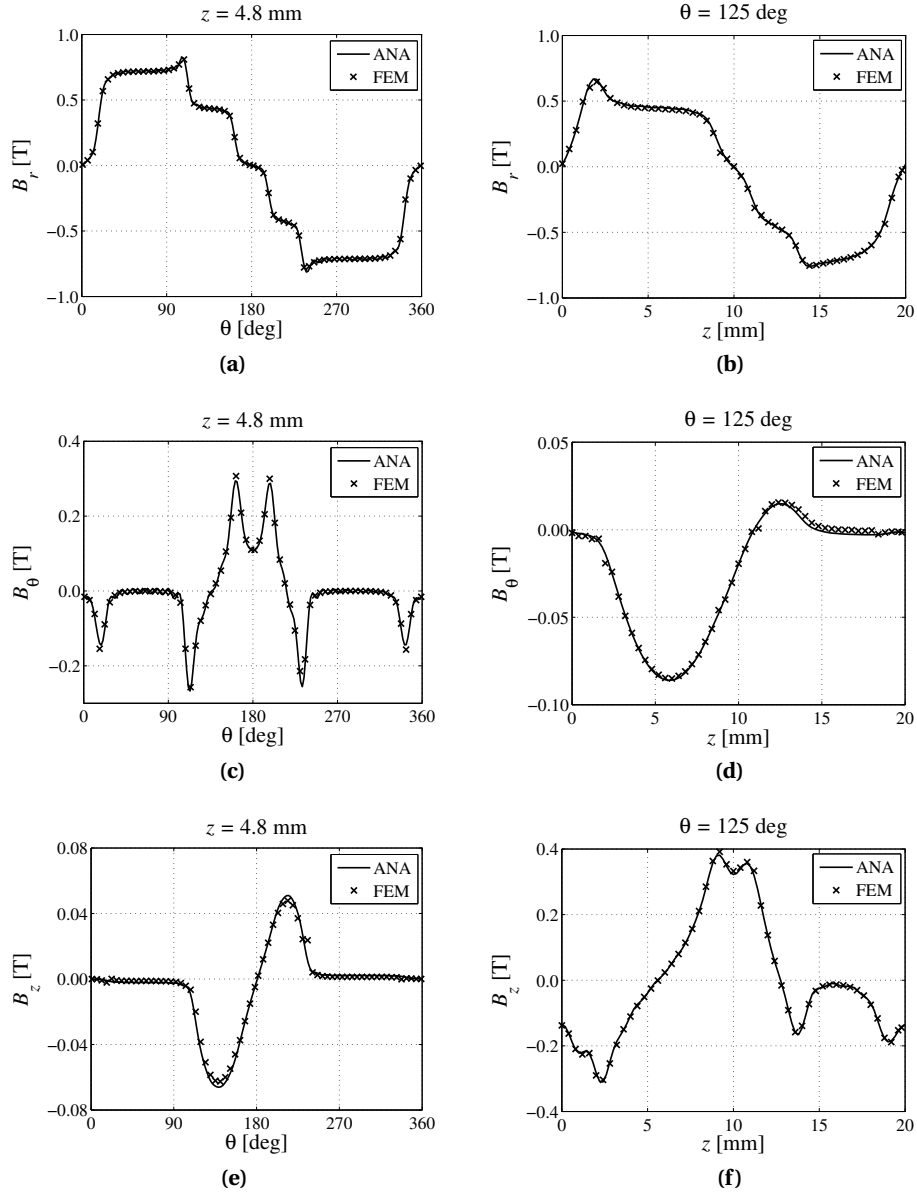 z = 4.8 mm
1.0
0.5
0.0
−0.5
−1.0
B_r [T]
ANA
FEM
0 90 180 270 360
θ [deg]
(a)
θ = 125 deg
1.0
0.5
0.0
−0.5
−1.0
B_r [T]
ANA
FEM
0 5 10 15 20
z [mm]
(b)
z = 4.8 mm
0.4
0.2
0.0
−0.2
B_θ [T]
ANA
FEM
0 90 180 270 360
θ [deg]
(c)
θ = 125 deg
0.05
0.00
−0.05
−0.10
B_θ [T]
ANA
FEM
0 5 10 15 20
z [mm]
(d)
z = 4.8 mm
0.08
0.04
0.00
−0.04
−0.08
B_z [T]
ANA
FEM
0 90 180 270 360
θ [deg]
(e)
θ = 125 deg
0.4
0.2
0.0
−0.2
−0.4
B_z [T]
ANA
FEM
0 5 10 15 20
z [mm]
(f)